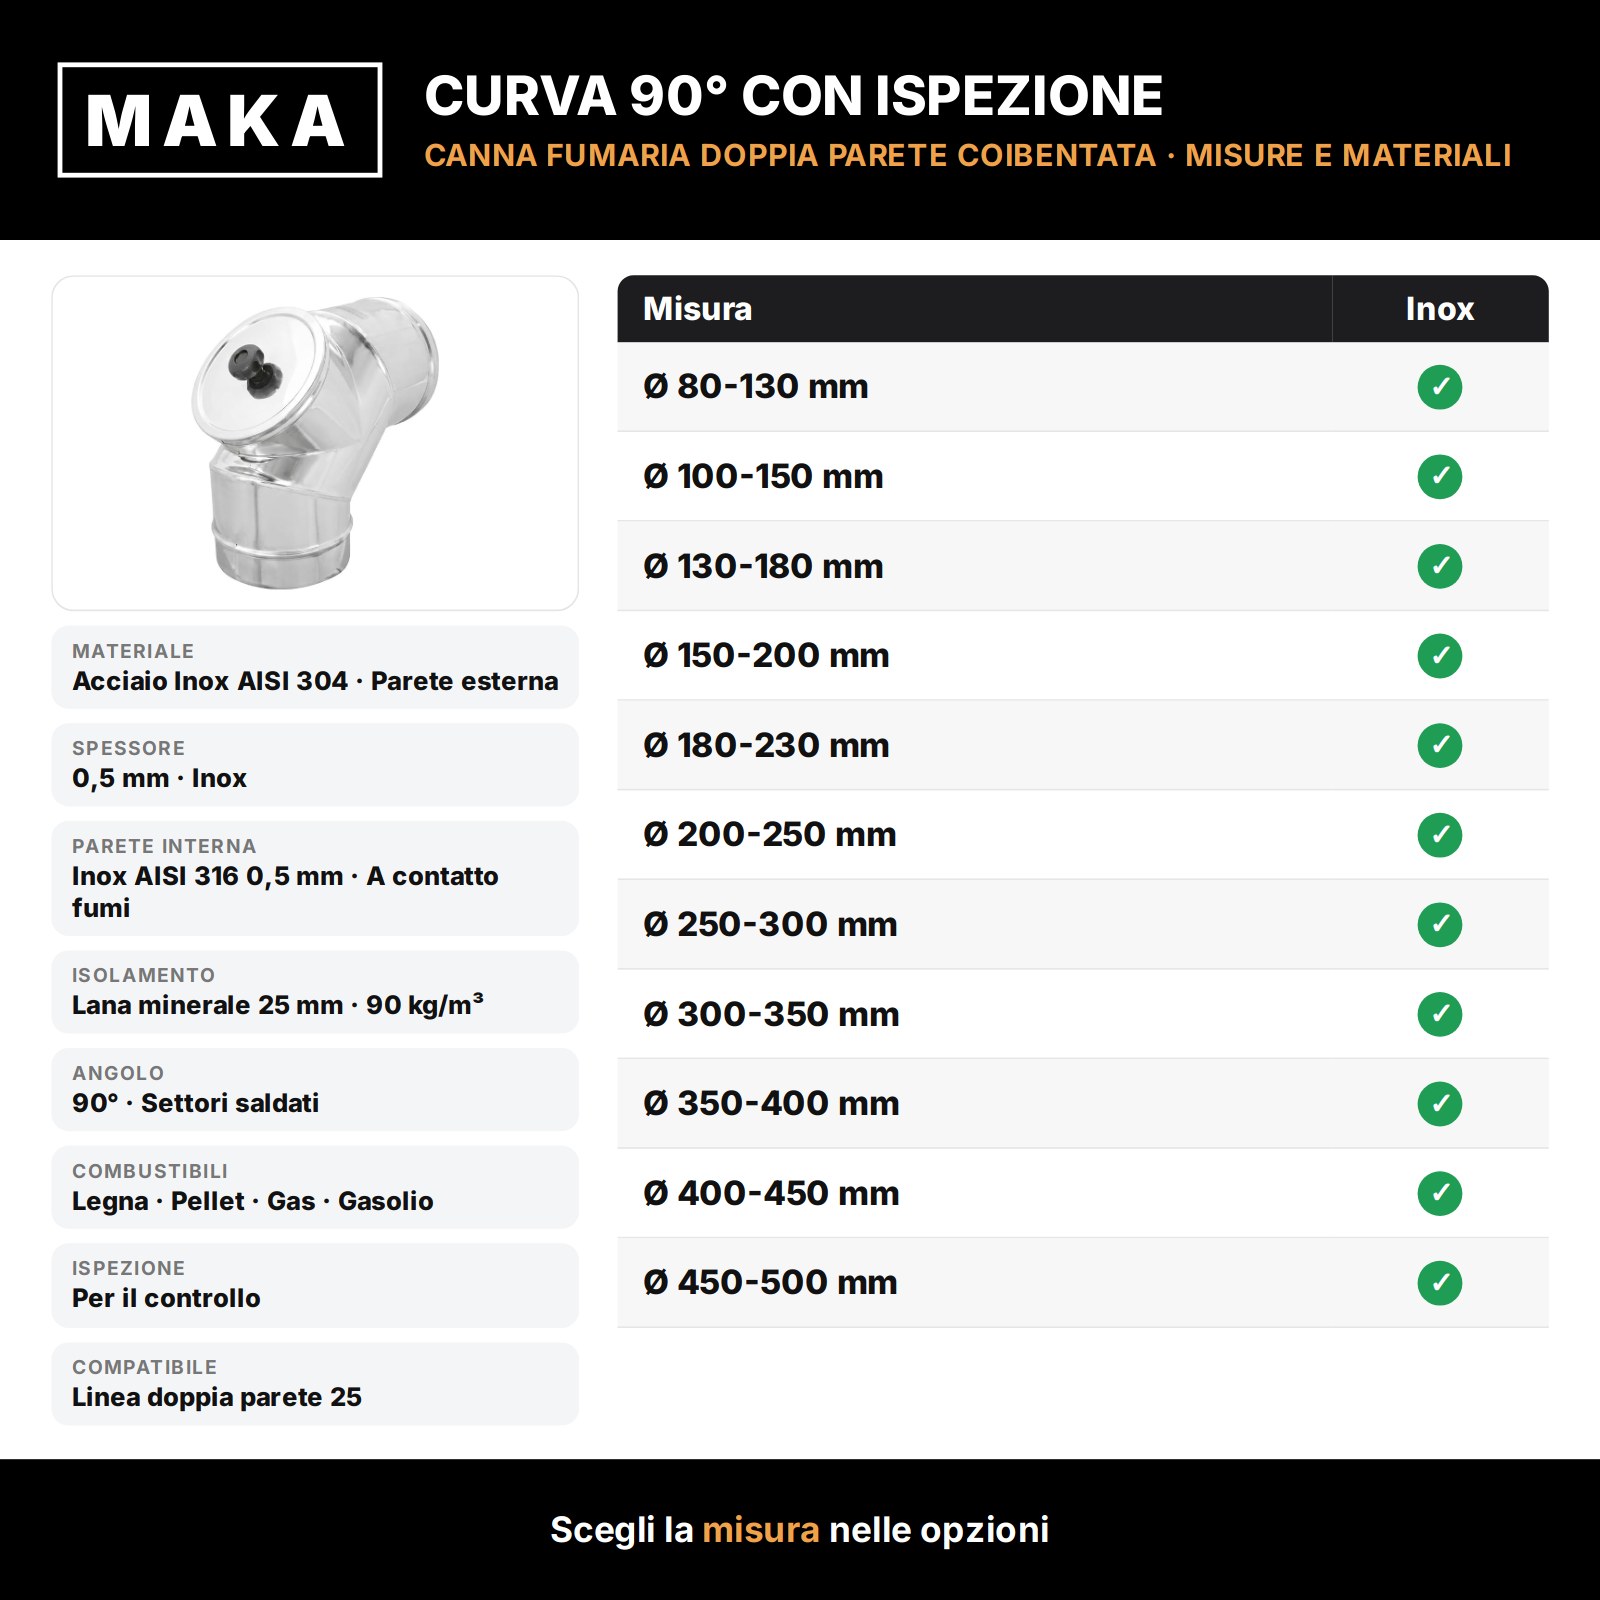 MAKA
CURVA 90° CON ISPEZIONE
CANNA FUMARIA DOPPIA PARETE COIBENTATA · MISURE E MATERIALI
MATERIALE
Acciaio Inox AISI 304 · Parete esterna
SPESSORE
0,5 mm · Inox
PARETE INTERNA
Inox AISI 316 0,5 mm · A contatto
fumi
ISOLAMENTO
Lana minerale 25 mm · 90 kg/m³
ANGOLO
90° · Settori saldati
COMBUSTIBILI
Legna · Pellet · Gas · Gasolio
ISPEZIONE
Per il controllo
COMPATIBILE
Linea doppia parete 25
Misura Inox
Ø 80-130 mm ✓
Ø 100-150 mm ✓
Ø 130-180 mm ✓
Ø 150-200 mm ✓
Ø 180-230 mm ✓
Ø 200-250 mm ✓
Ø 250-300 mm ✓
Ø 300-350 mm ✓
Ø 350-400 mm ✓
Ø 400-450 mm ✓
Ø 450-500 mm ✓
Scegli la misura nelle opzioni